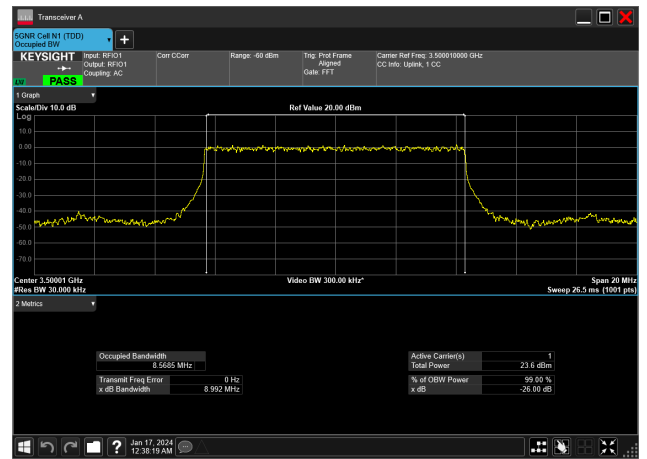 Transceiver A
5GNR Cell N1 (TDD)
Occupied BW
KEYSIGHT
LW PASS
Input: RFIO1
Output: RFIO1
Coupling: AC
Corr CCorr
Range: -60 dBm
Trig: Prot Frame
Aligned
Gate: FFT
Carrier Ref Freq: 3.500010000 GHz
CC Info: Uplink, 1 CC
1 Graph
Scale/Div 10.0 dB
Ref Value 20.00 dBm
Log
10.0
0.00
-10.0
-20.0
-30.0
-40.0
-50.0
-60.0
-70.0
Center 3.50001 GHz
Video BW 300.00 kHz*
Span 20 MHz
#Res BW 30.000 kHz
Sweep 26.5 ms (1001 pts)
2 Metrics
Occupied Bandwidth
8.5685 MHz
Transmit Freq Error 0 Hz
x dB Bandwidth 8.992 MHz
Active Carrier(s) 1
Total Power 23.6 dBm
% of OBW Power 99.00 %
x dB -26.00 dB
Jan 17, 2024
12:38:19 AM